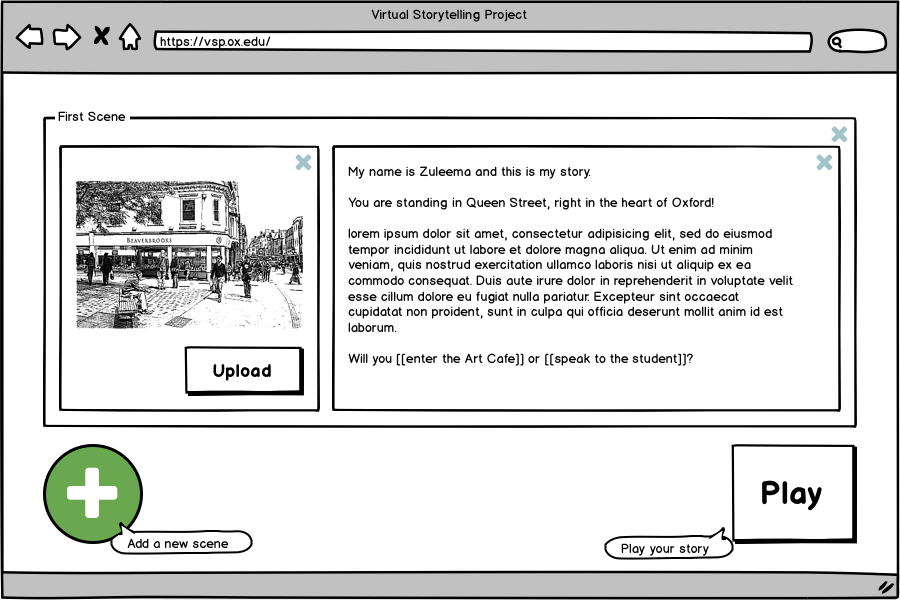 Virtual Storytelling Project
https://vsp.ox.edu/
First Scene
BEAVERBROOKS
Upload
My name is Zuleema and this is my story.
You are standing in Queen Street, right in the heart of Oxford!
lorem ipsum dolor sit amet, consectetur adipisicing elit, sed do eiusmod
tempor incididunt ut labore et dolore magna aliqua. Ut enim ad minim
veniam, quis nostrud exercitation ullamco laboris nisi ut aliquip ex ea
commodo consequat. Duis aute irure dolor in reprehenderit in voluptate velit
esse cillum dolore eu fugiat nulla pariatur. Excepteur sint occaecat
cupidatat non proident, sunt in culpa qui officia deserunt mollit anim id est
laborum.
Will you [[enter the Art Cafe]] or [[speak to the student]]?
Add a new scene
Play your story
Play